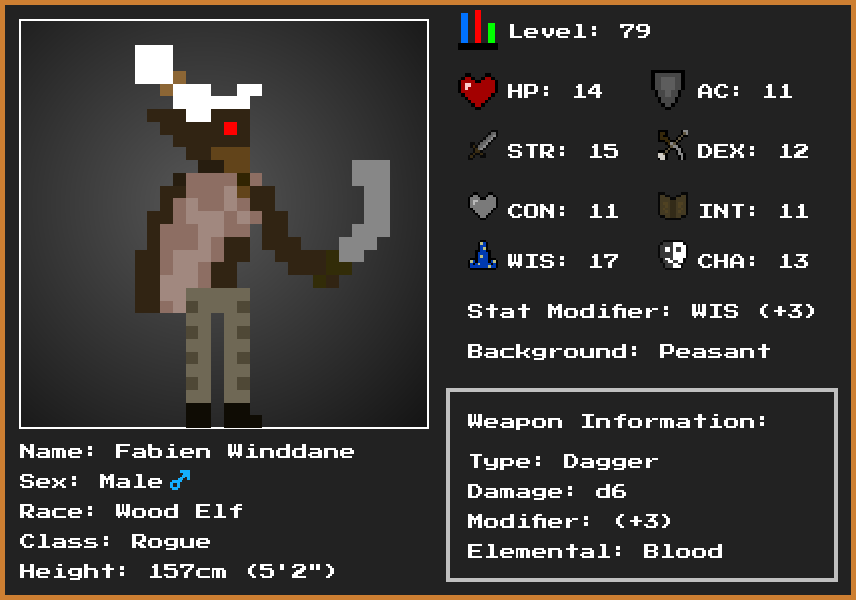 Level: 79
HP: 14 AC: 11
STR: 15 DEX: 12
CON: 11 INT: 11
WIS: 17 CHA: 13
Stat Modifier: WIS (+3)
Background: Peasant
Weapon Information:
Type: Dagger
Damage: d6
Modifier: (+3)
Elemental: Blood
Name: Fabien Winddane
Sex: Male ♂
Race: Wood Elf
Class: Rogue
Height: 157cm (5'2")